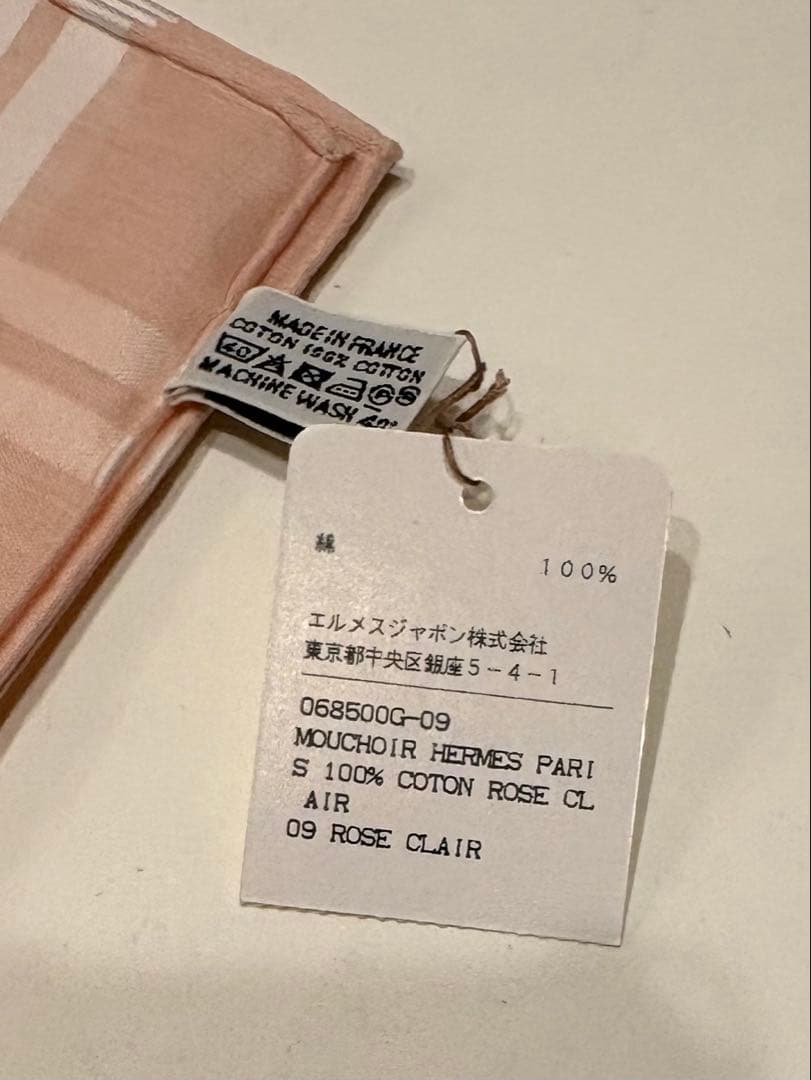 MADE IN FRANCE
COTON 100% COTTON
40
MACHINE WASH 40°
綿
100%
エルメスジャポン株式会社
東京都中央区銀座5-4-1
068500G-09
MOUCHOIR HERMES PARI
S 100% COTON ROSE CL
AIR
09 ROSE CLAIR